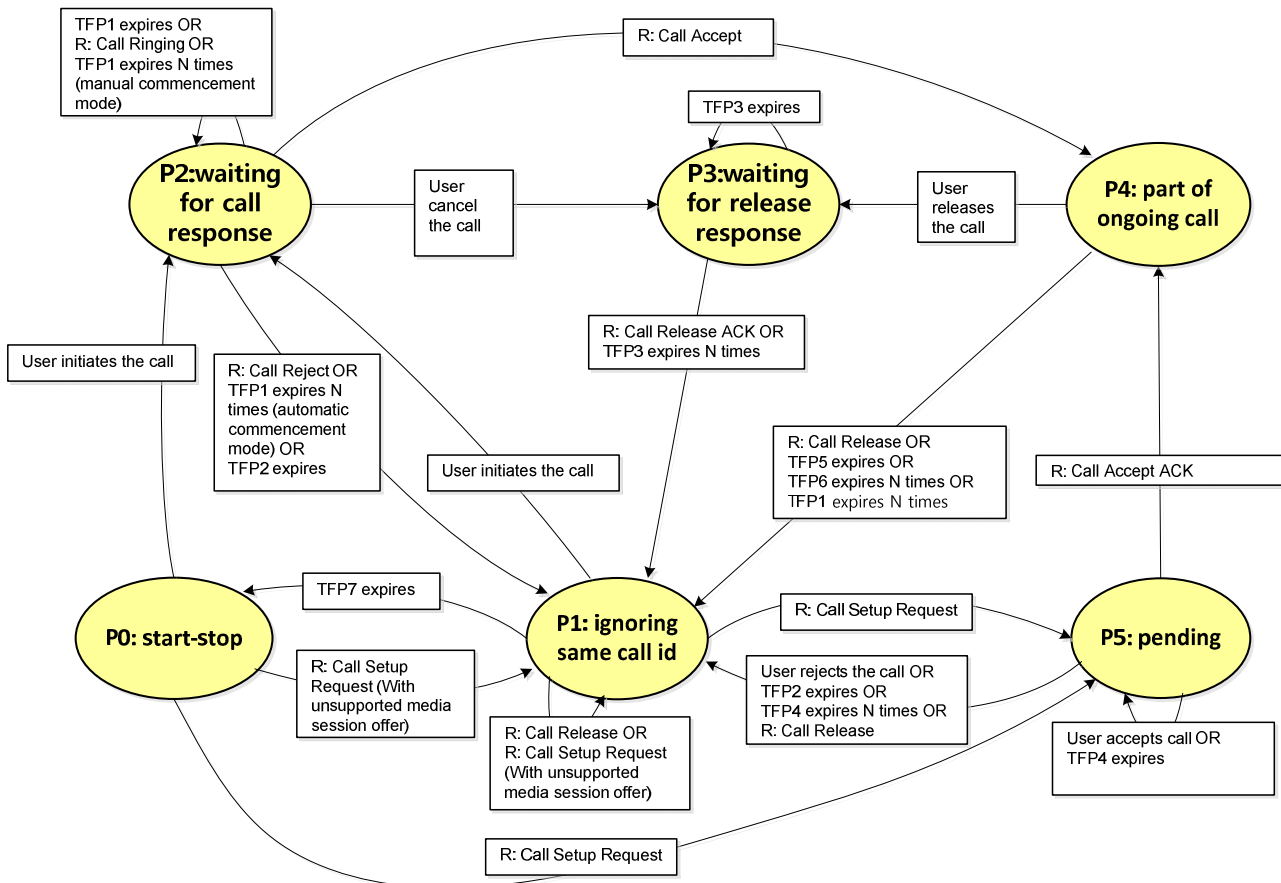 TFP1 expires OR
R: Call Ringing OR
TFP1 expires N times
(manual commencement
mode)
R: Call Accept
TFP3 expires
P2:waiting
for call
response
User
cancel
the call
P3:waiting
for release
response
User
releases
the call
P4: part of
ongoing call
User initiates the call
R: Call Reject OR
TFP1 expires N
times (automatic
commencement
mode) OR
TFP2 expires
R: Call Release ACK OR
TFP3 expires N times
User initiates the call
R: Call Release OR
TFP5 expires OR
TFP6 expires N times OR
TFP1 expires N times
R: Call Accept ACK
P0: start-stop
TFP7 expires
R: Call Setup
Request (With
unsupported media
session offer)
P1: ignoring
same call id
R: Call Setup Request
P5: pending
User rejects the call OR
TFP2 expires OR
TFP4 expires N times OR
R: Call Release
R: Call Release OR
R: Call Setup Request
(With unsupported
media session offer)
User accepts call OR
TFP4 expires
R: Call Setup Request